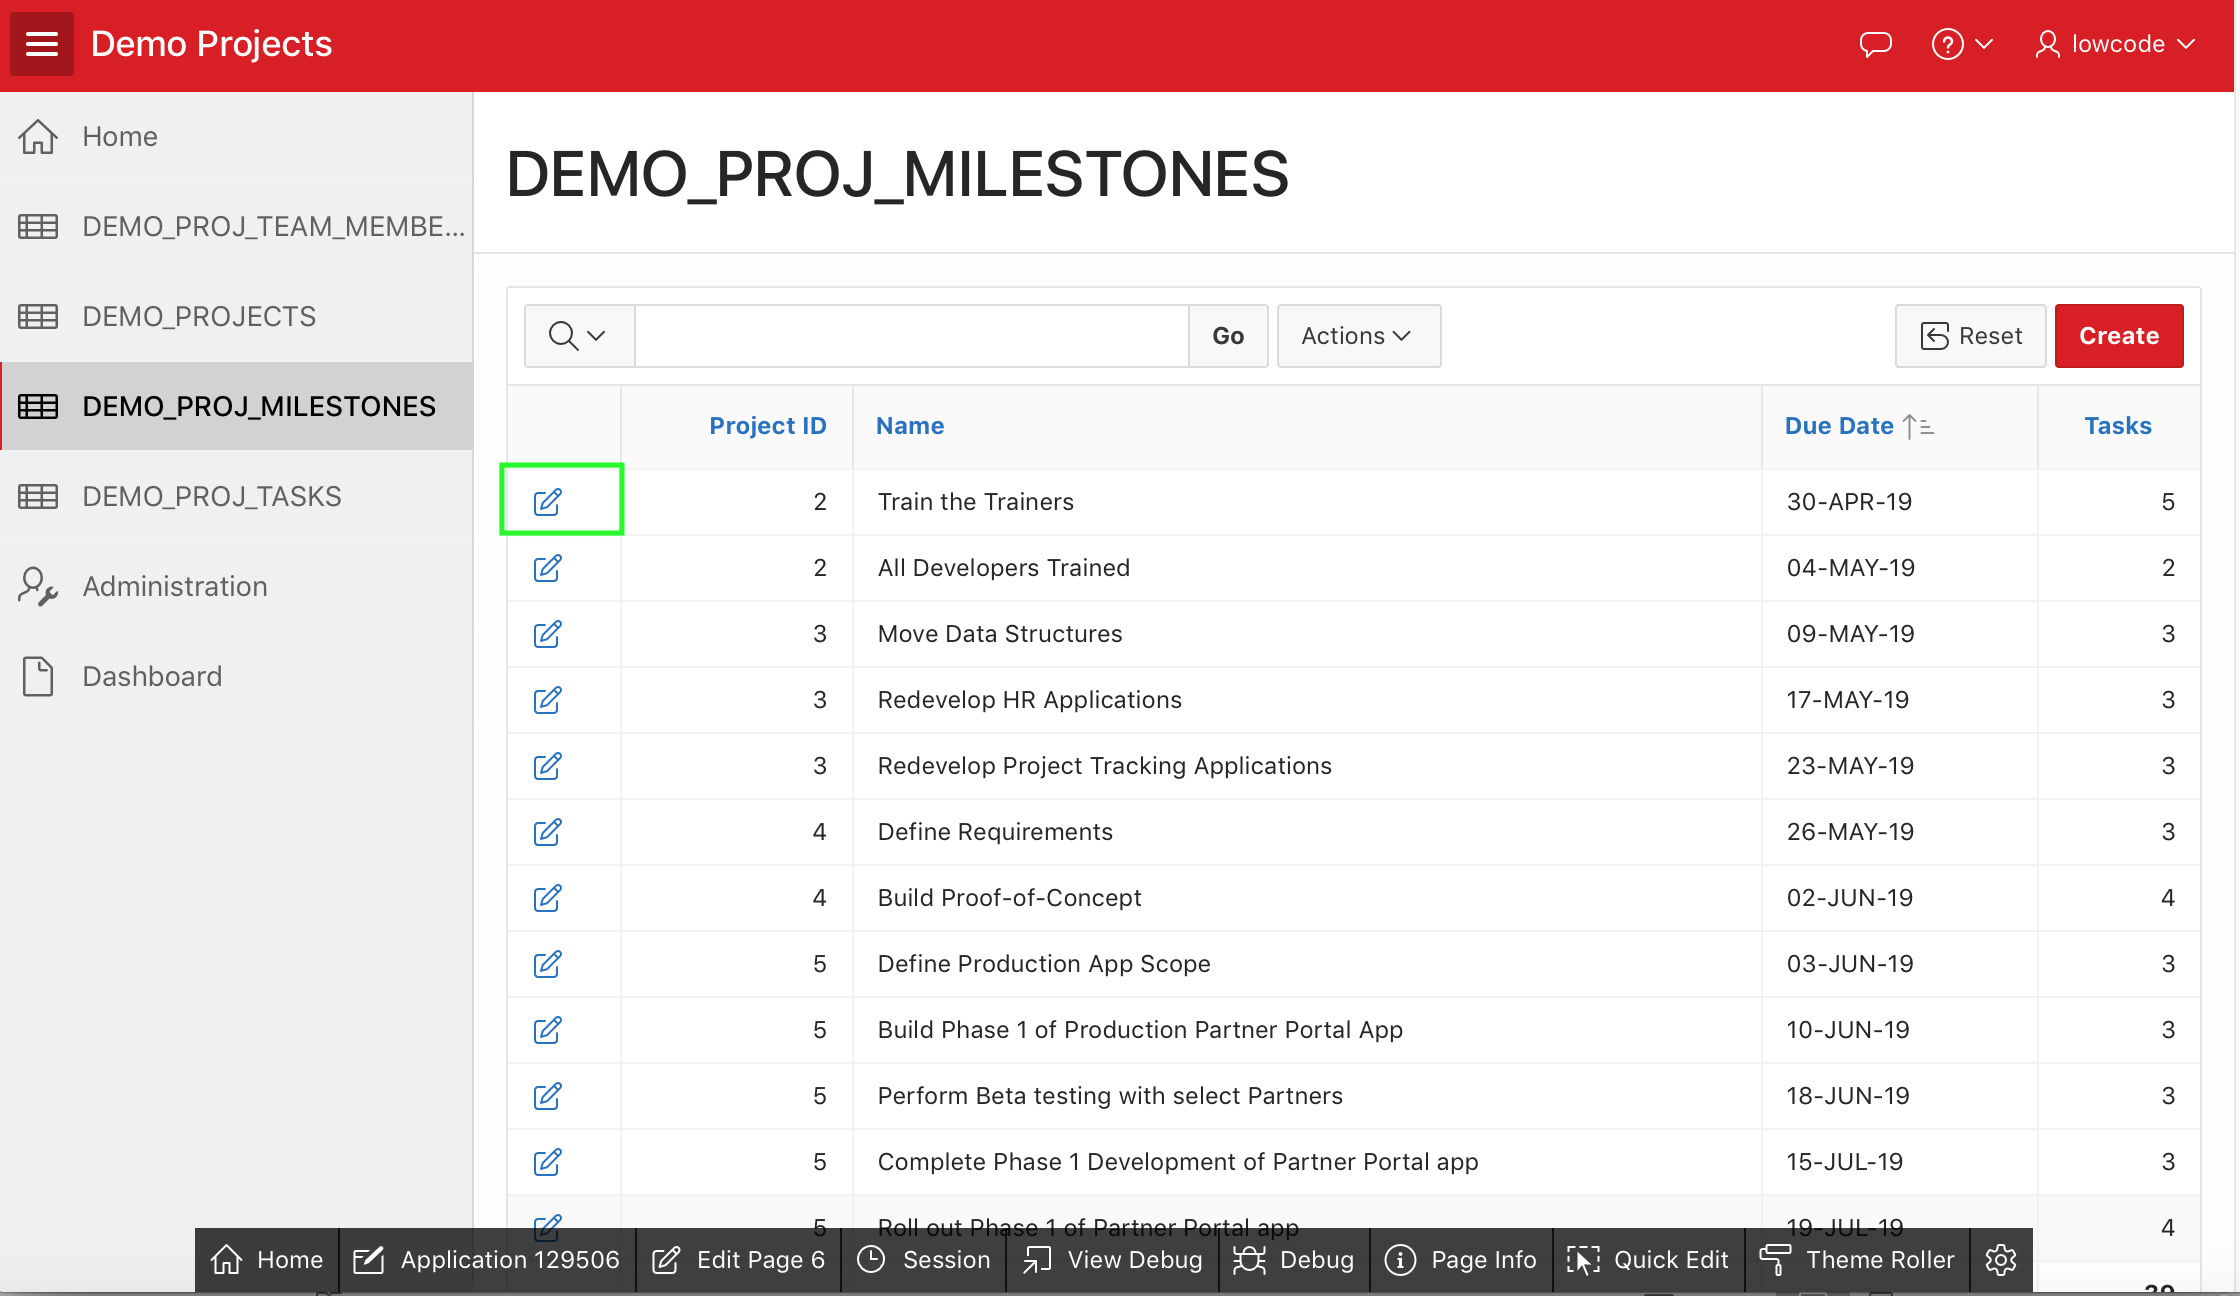 Demo Projects
lowcode
Home
DEMO_PROJ_TEAM_MEMBE...
DEMO_PROJECTS
DEMO_PROJ_MILESTONES
DEMO_PROJ_TASKS
Administration
Dashboard
DEMO_PROJ_MILESTONES
Go Actions Reset Create
Project ID Name Due Date Tasks
2 Train the Trainers 30-APR-19 5
2 All Developers Trained 04-MAY-19 2
3 Move Data Structures 09-MAY-19 3
3 Redevelop HR Applications 17-MAY-19 3
3 Redevelop Project Tracking Applications 23-MAY-19 3
4 Define Requirements 26-MAY-19 3
4 Build Proof-of-Concept 02-JUN-19 4
5 Define Production App Scope 03-JUN-19 3
5 Build Phase 1 of Production Partner Portal App 10-JUN-19 3
5 Perform Beta testing with select Partners 18-JUN-19 3
5 Complete Phase 1 Development of Partner Portal app 15-JUL-19 3
5 Roll out Phase 1 of Partner Portal app 19-JUL-19 4
Home Application 129506 Edit Page 6 Session View Debug Debug Page Info Quick Edit Theme Roller